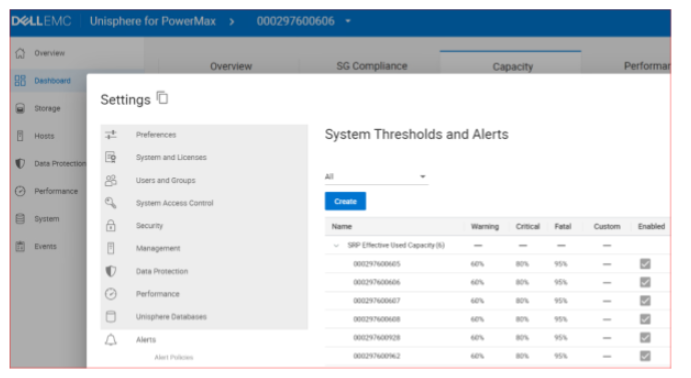 DELLEMC Unisphere for PowerMax > 000297600606
Overview
Overview SG Compliance Capacity Performan
Dashboard
Storage
Hosts
Data Protection
Performance
System
Events
Settings
Preferences
System and Licenses
Users and Groups
System Access Control
Security
Management
Data Protection
Performance
Unisphere Databases
Alerts
Alert Policies
System Thresholds and Alerts
All
Create
Name Warning Critical Fatal Custom Enabled
SRP Effective Used Capacity (6) — — — —
000297600605 60% 80% 95% —
000297600606 60% 80% 95% —
000297600607 60% 80% 95% —
000297600608 60% 80% 95% —
000297600928 60% 80% 95% —
000297600962 60% 80% 95% —